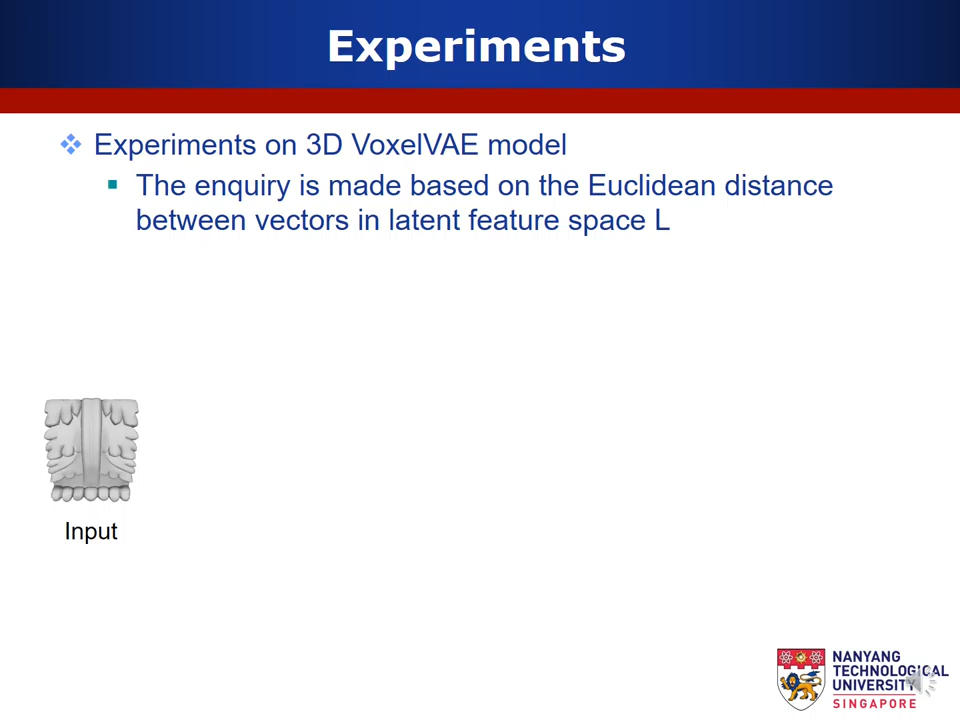 Experiments
Experiments on 3D VoxelVAE model
The enquiry is made based on the Euclidean distance
between vectors in latent feature space L
Input
NANYANG
TECHNOLOGICAL
UNIVERSITY
SINGAPORE